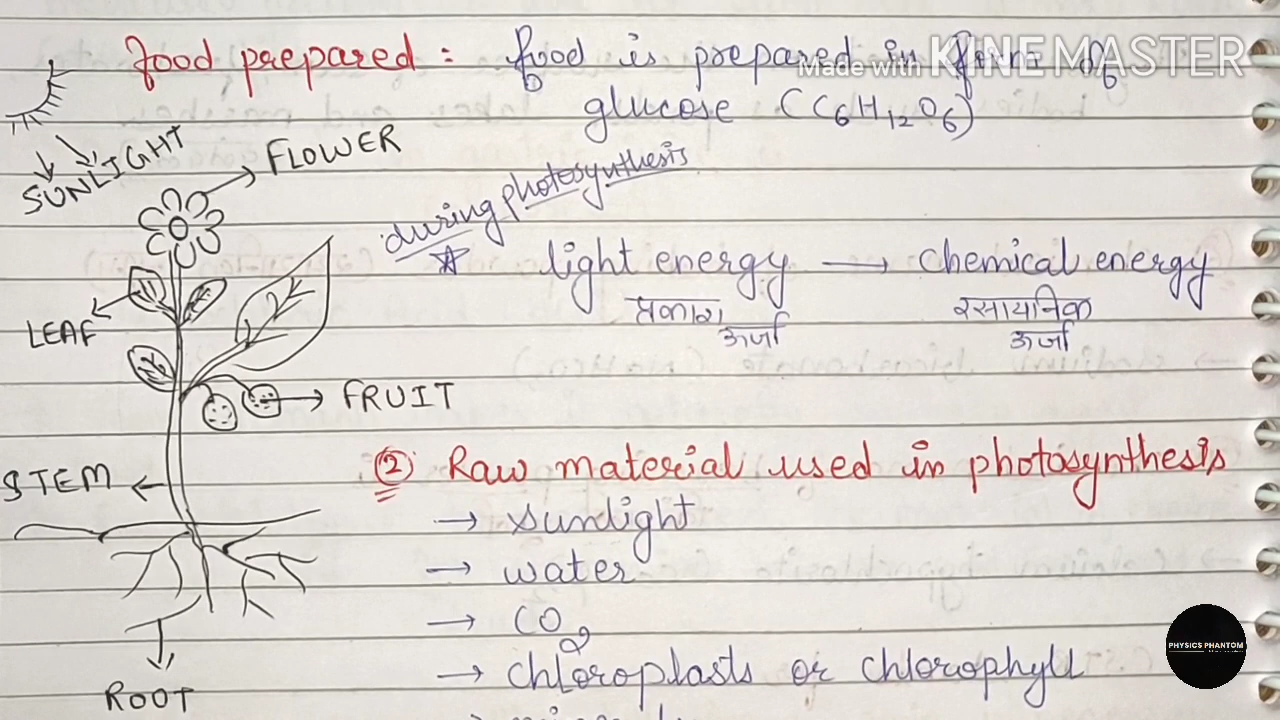 Food prepared : food is prepared in form of
Made with KINEMASTER
glucose (C₆H₁₂O₆)
SUNLIGHT
FLOWER
during photosynthesis
light energy → chemical energy
प्रकाश ऊर्जा
रसायनिक ऊर्जा
LEAF
FRUIT
② Raw material used in photosynthesis
STEM
→ sunlight
→ water
→ CO₂
→ chloroplasts or chlorophyll
ROOT
PHYSICS PHANTOM